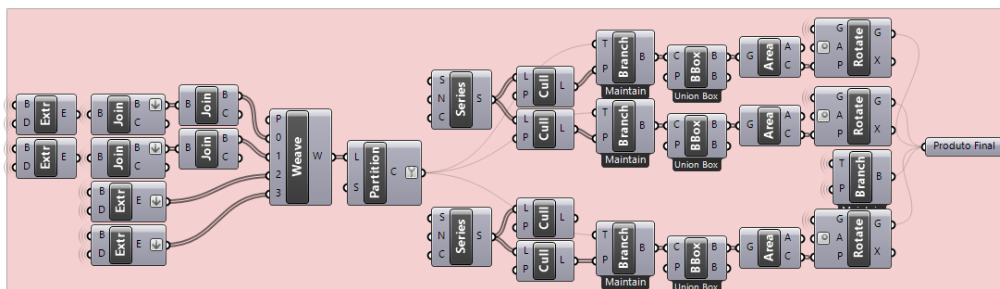 B
D
Extr
E
B
Join
B
C
B
Join
B
C
B
D
Extr
E
B
Join
B
C
B
Join
B
C
B
D
Extr
E
B
D
Extr
E
P
0
1
2
3
Weave
W
L
S
Partition
C
S
N
C
Series
S
L
P
Cull
L
L
P
Cull
L
T
P
Branch
B
Maintain
C
P
BBox
B
B
Union Box
G
Area
A
C
G
A
P
Rotate
G
X
T
P
Branch
B
Maintain
C
P
BBox
B
B
Union Box
G
Area
A
C
G
A
P
Rotate
G
X
T
P
Branch
B
Produto Final
S
N
C
Series
S
L
P
Cull
L
L
P
Cull
L
T
P
Branch
B
Maintain
C
P
BBox
B
B
Union Box
G
Area
A
C
G
A
P
Rotate
G
X